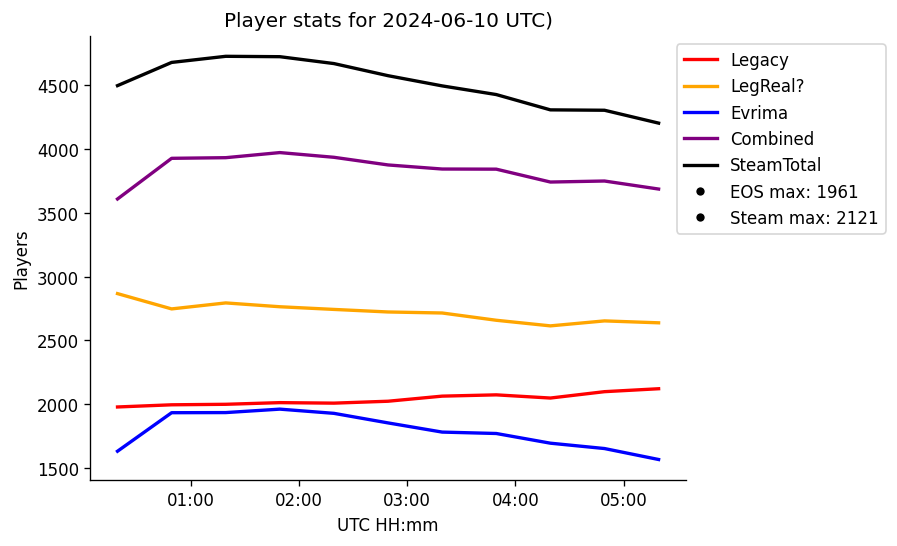 Player stats for 2024-06-10 UTC)
Legacy
LegReal?
Evrima
Combined
SteamTotal
EOS max: 1961
Steam max: 2121
Players
4500
4000
3500
3000
2500
2000
1500
01:00
02:00
03:00
04:00
05:00
UTC HH:mm